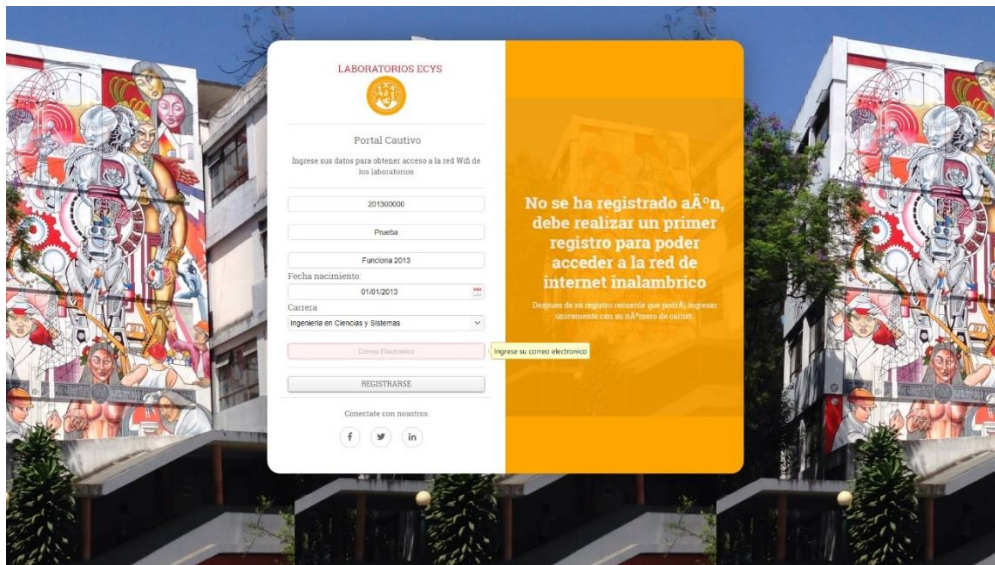 LABORATORIOS ECYS
Portal Cautivo
Ingrese sus datos para obtener acceso a la red Wifi de
los laboratorios
201300000
Prueba
Funciona 2013
Fecha nacimiento:
01/01/2013
Carrera
Ingenieria en Ciencias y Sistemas
Correo Electronico
Ingrese su correo electronico
REGISTRARSE
Conectate con nosotros
No se ha registrado aÃºn,
debe realizar un primer
registro para poder
acceder a la red de
internet inalambrico
Despues de su registro recuerde que podrÃ¡ ingresar
unicamente con su nÃºmero de carnet.